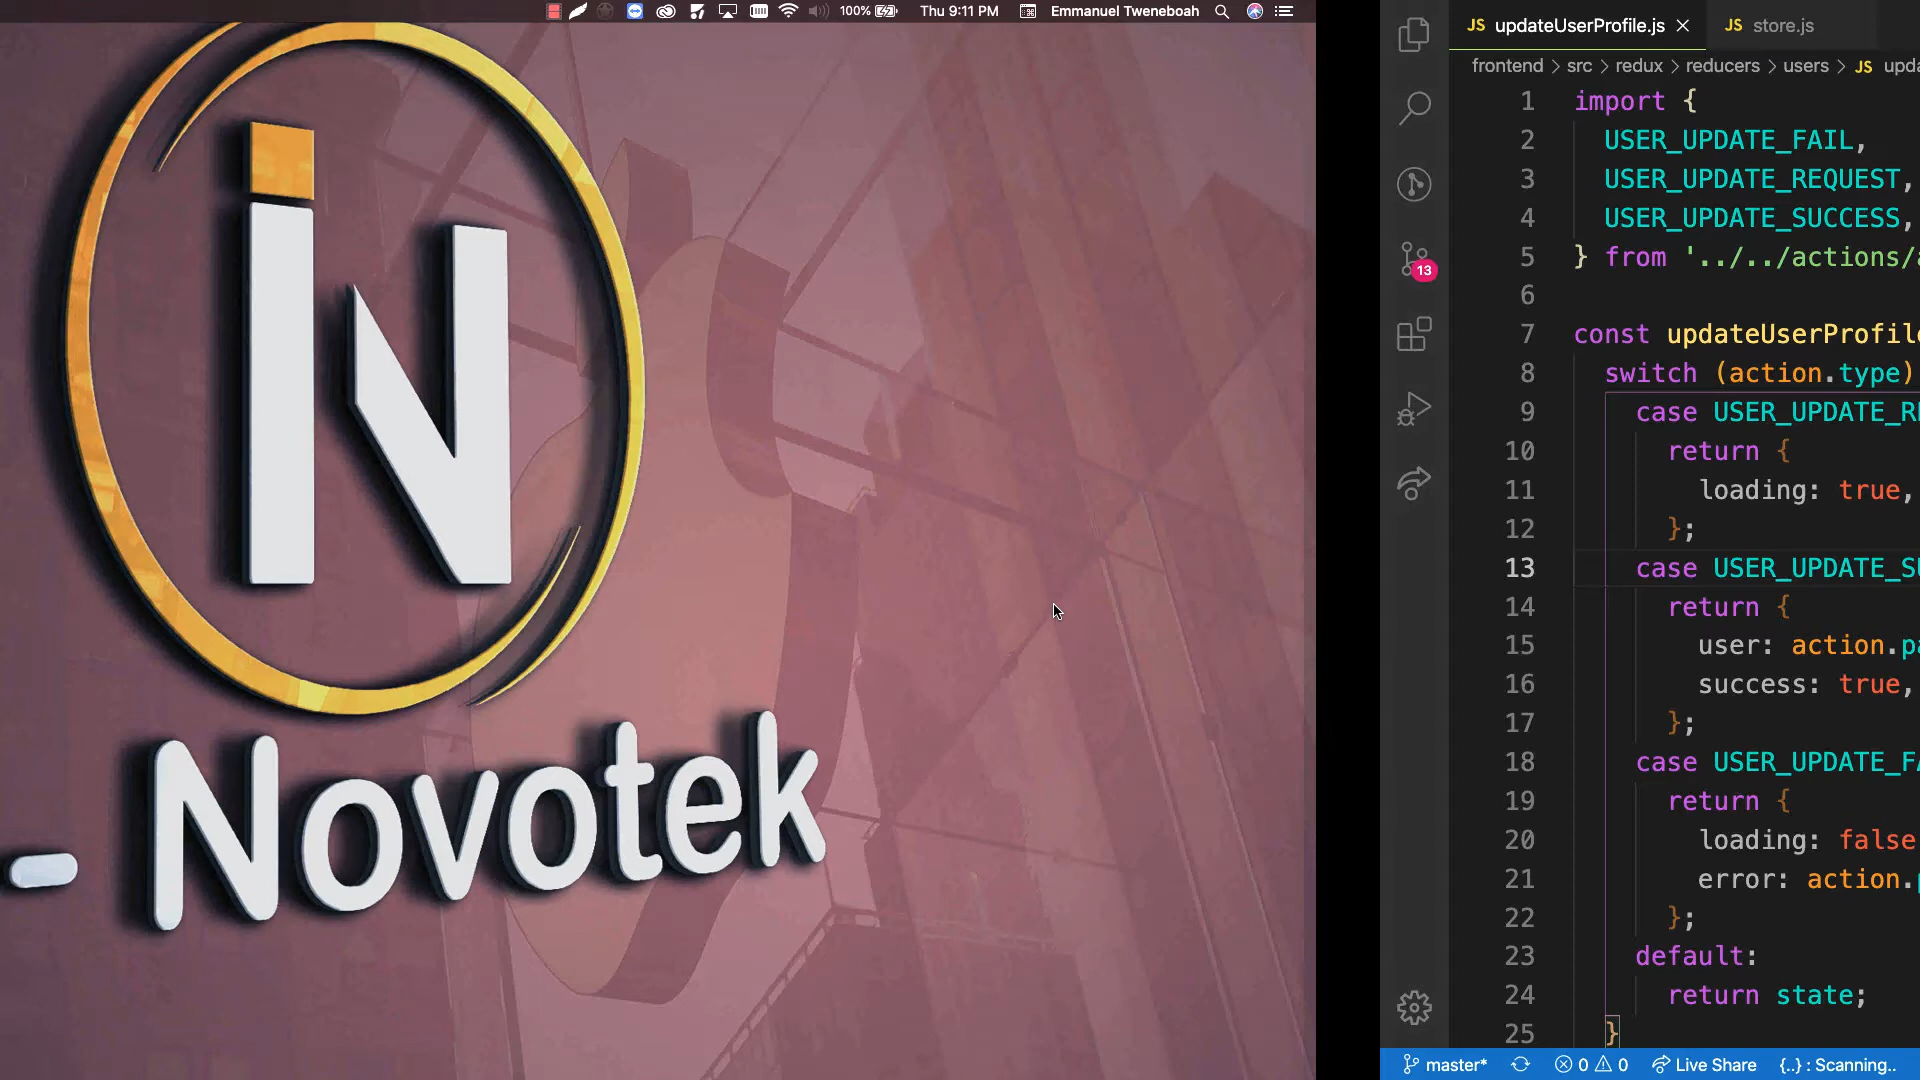 100%
Thu 9:11 PM
Emmanuel Tweneboah
iN
- Novotek
13
JS updateUserProfile.js
JS store.js
frontend > src > redux > reducers > users > JS
1 import {
2 USER_UPDATE_FAIL,
3 USER_UPDATE_REQUEST,
4 USER_UPDATE_SUCCESS,
5 } from '../../actions/
6
7 const updateUserProfile
8 switch (action.type)
9 case USER_UPDATE_R
10 return {
11 loading: true,
12 };
13 case USER_UPDATE_SU
14 return {
15 user: action.pa
16 success: true,
17 };
18 case USER_UPDATE_FA
19 return {
20 loading: false
21 error: action.p
22 };
23 default:
24 return state;
25 }
master* 0 0 Live Share {..} : Scanning..